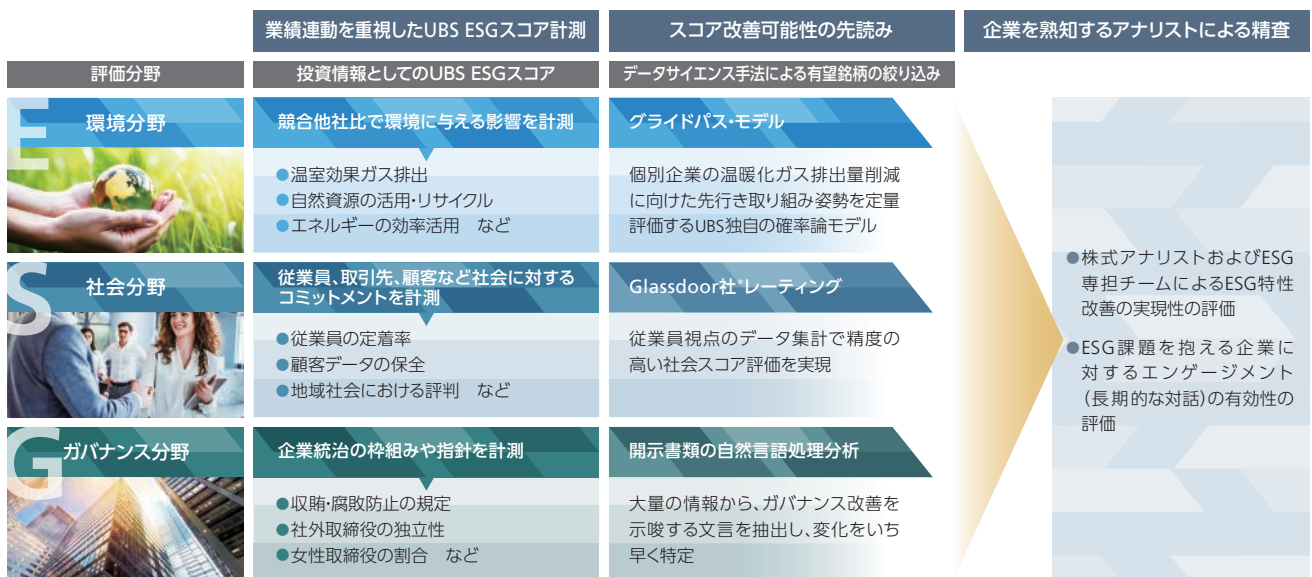 業績連動を重視したUBS ESGスコア計測
スコア改善可能性の先読み
企業を熟知するアナリストによる精査
評価分野
投資情報としてのUBS ESGスコア
データサイエンス手法による有望銘柄の絞り込み
E
環境分野
競合他社比で環境に与える影響を計測
●温室効果ガス排出
●自然資源の活用・リサイクル
●エネルギーの効率活用 など
グライドパス・モデル
個別企業の温暖化ガス排出量削減
に向けた先行き取り組み姿勢を定量
評価するUBS独自の確率論モデル
S
社会分野
従業員、取引先、顧客など社会に対する
コミットメントを計測
●従業員の定着率
●顧客データの保全
●地域社会における評判 など
Glassdoor社*レーティング
従業員視点のデータ集計で精度の
高い社会スコア評価を実現
G
ガバナンス分野
企業統治の枠組みや指針を計測
●収賄・腐敗防止の規定
●社外取締役の独立性
●女性取締役の割合 など
開示書類の自然言語処理分析
大量の情報から、ガバナンス改善を
示唆する文言を抽出し、変化をいち
早く特定
●株式アナリストおよびESG
専担チームによるESG特性
改善の実現性の評価
●ESG課題を抱える企業に
対するエンゲージメント
(長期的な対話)の有効性の
評価